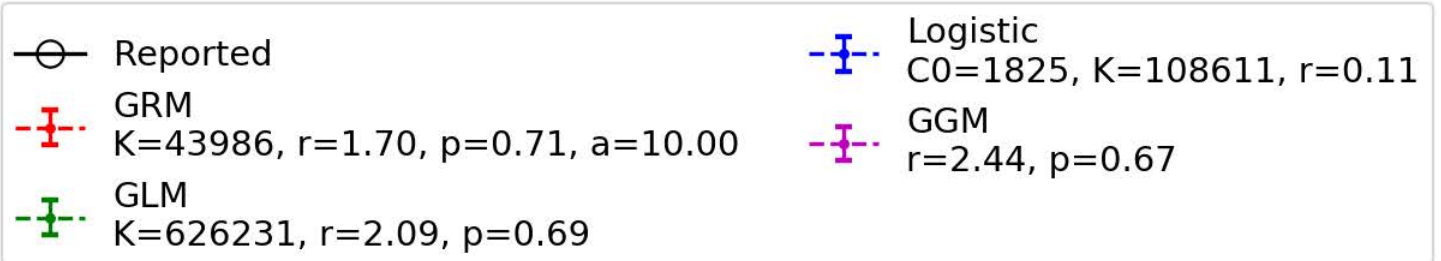 Reported
GRM
K=43986, r=1.70, p=0.71, a=10.00
GLM
K=626231, r=2.09, p=0.69
Logistic
C0=1825, K=108611, r=0.11
GGM
r=2.44, p=0.67